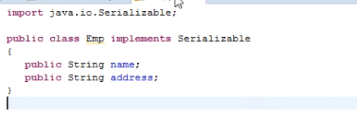 import java.io.Serializable;
public class Emp implements Serializable
{
public String name;
public String address;
}